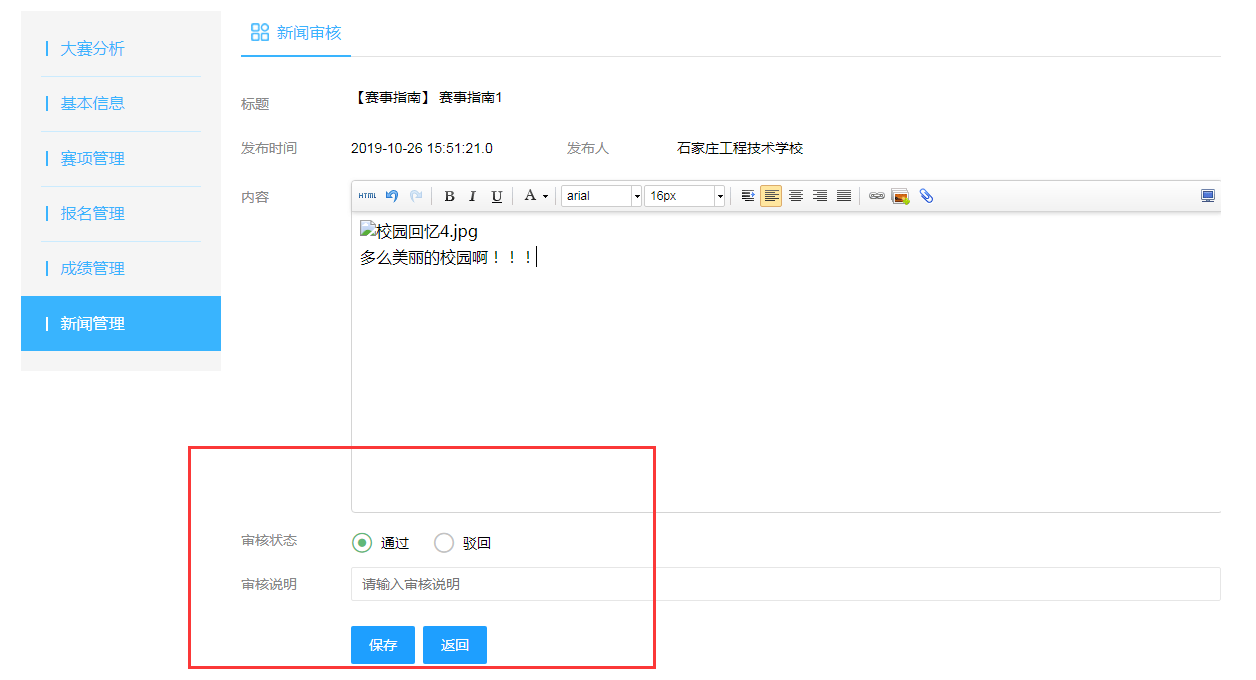 大赛分析
基本信息
赛项管理
报名管理
成绩管理
新闻管理
新闻审核
标题 【赛事指南】 赛事指南1
发布时间 2019-10-26 15:51:21.0 发布人 石家庄工程技术学校
内容
HTML B I U A arial 16px
校园回忆4.jpg
多么美丽的校园啊！！！
审核状态 通过 驳回
审核说明 请输入审核说明
保存 返回